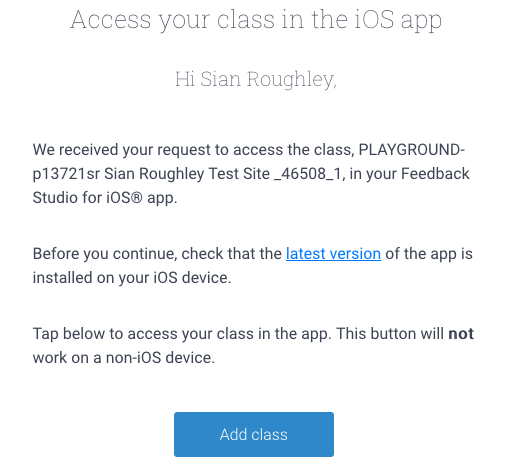 Access your class in the iOS app
Hi Sian Roughley,
We received your request to access the class, PLAYGROUND-
p13721sr Sian Roughley Test Site _46508_1, in your Feedback
Studio for iOS® app.
Before you continue, check that the latest version of the app is
installed on your iOS device.
Tap below to access your class in the app. This button will not
work on a non-iOS device.
Add class